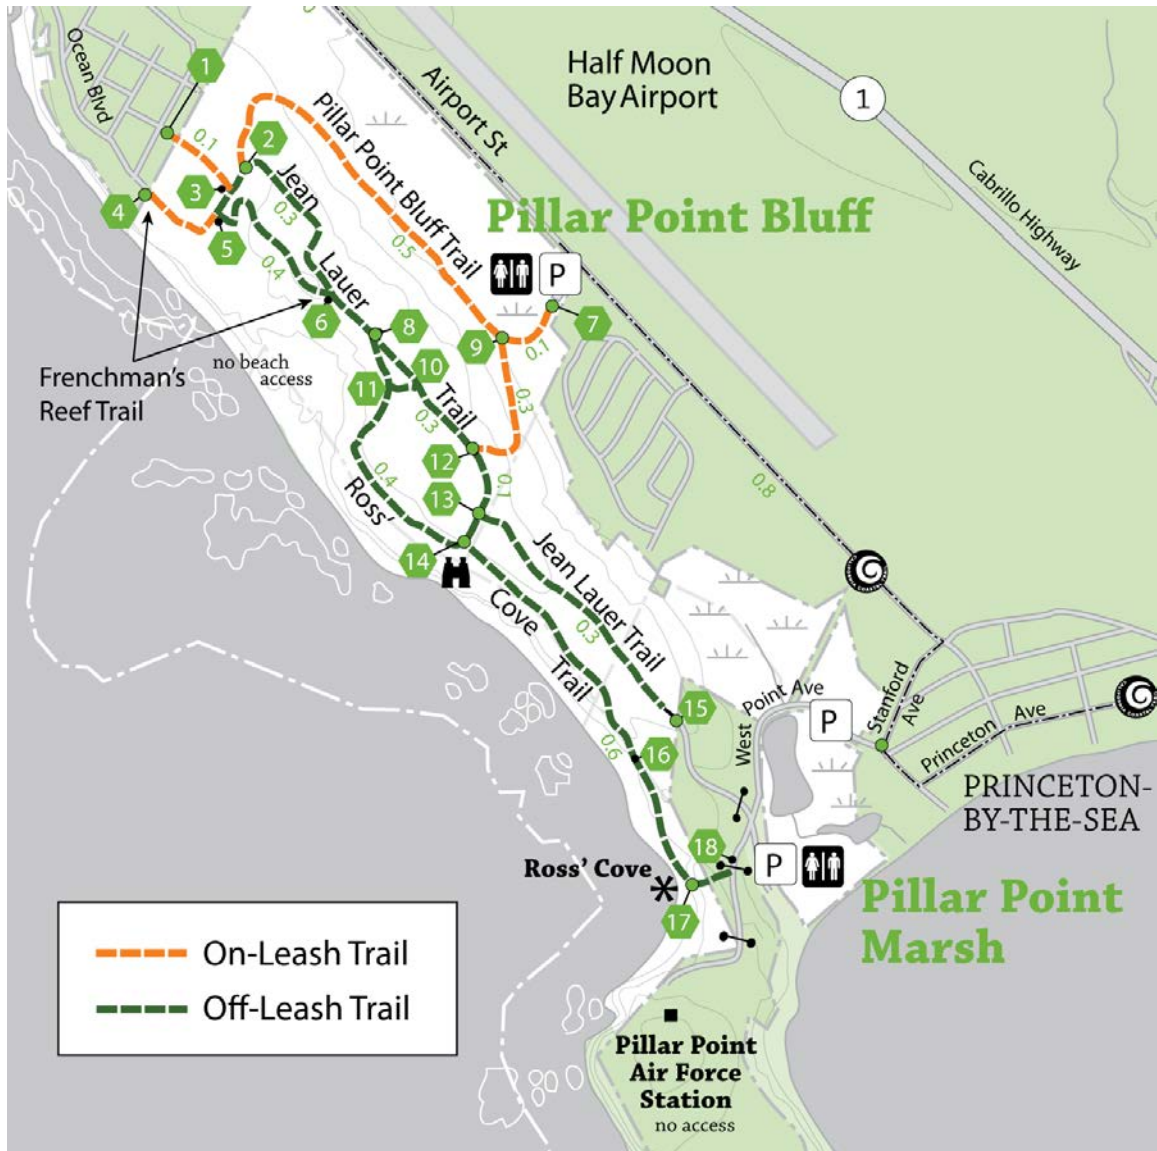 Ocean Blvd
1
0.1
2
3
4
5
Pillar Point Bluff Trail
0.5
Jean
0.3
Lauer
Trail
0.3
0.4
6
Airport St
Half Moon
Bay Airport
1
Cabrillo Highway
Pillar Point Bluff
P
7
8
9
0.1
0.3
10
11
12
13
0.1
14
Frenchman's
Reef Trail
no beach
access
0.4
Ross'
Cove
Trail
0.6
Jean Lauer Trail
0.3
0.8
15
16
West
Point Ave
P
Stanford
Ave
Princeton Ave
PRINCETON-
BY-THE-SEA
18
P
Ross' Cove
17
Pillar Point
Marsh
On-Leash Trail
Off-Leash Trail
Pillar Point
Air Force
Station
no access